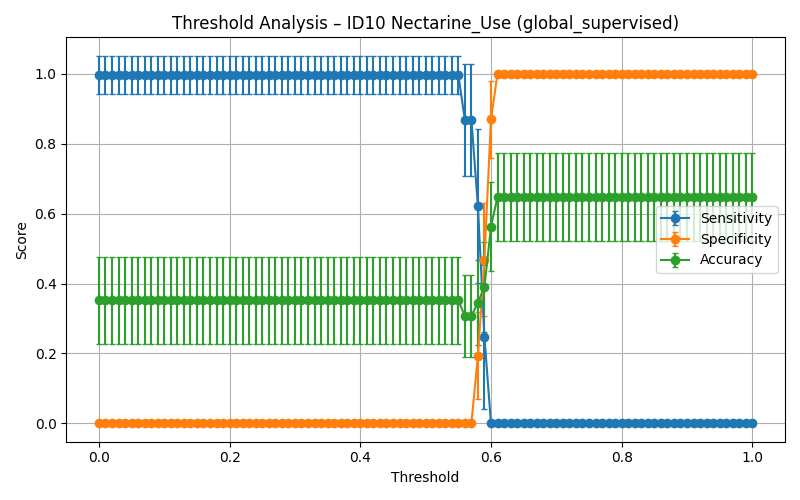 Threshold Analysis – ID10 Nectarine_Use (global_supervised)
Score
1.0
0.8
0.6
0.4
0.2
0.0
Sensitivity
Specificity
Accuracy
0.0 0.2 0.4 0.6 0.8 1.0
Threshold